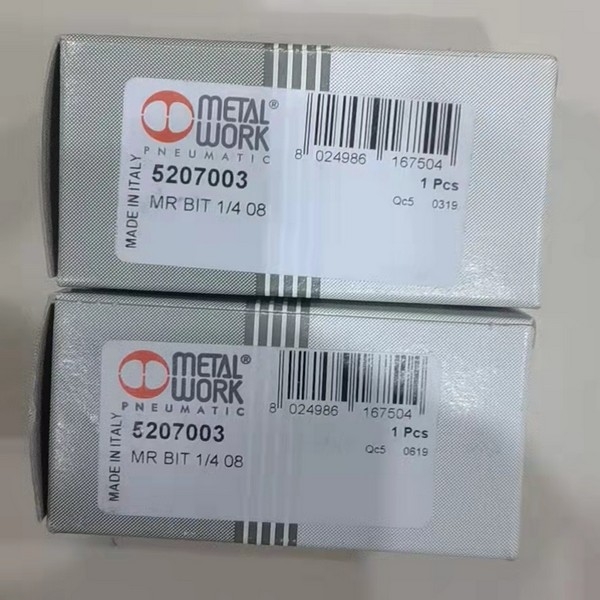 METAL®
WORK
PNEUMATIC
8 024986 167504
5207003
1 Pcs
MR BIT 1/4 08
Qc5 0319
MADE IN ITALY
METAL®
WORK
PNEUMATIC
8 024986 167504
5207003
1 Pcs
MR BIT 1/4 08
Qc5 0619
MADE IN ITALY